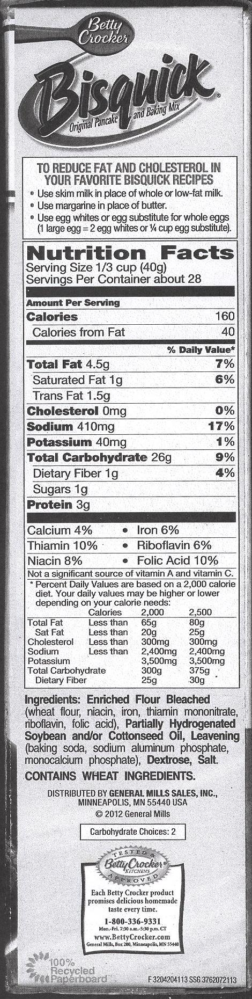 Betty
Crocker
Bisquick®
Original Pancake and Baking Mix
TO REDUCE FAT AND CHOLESTEROL IN
YOUR FAVORITE BISQUICK RECIPES
• Use skim milk in place of whole or low-fat milk.
• Use margarine in place of butter.
• Use egg whites or egg substitute for whole eggs
(1 large egg = 2 egg whites or ¼ cup egg substitute).
Nutrition Facts
Serving Size 1/3 cup (40g)
Servings Per Container about 28
Amount Per Serving
Calories 160
Calories from Fat 40
% Daily Value*
Total Fat 4.5g 7%
Saturated Fat 1g 6%
Trans Fat 1.5g
Cholesterol 0mg 0%
Sodium 410mg 17%
Potassium 40mg 1%
Total Carbohydrate 26g 9%
Dietary Fiber 1g 4%
Sugars 1g
Protein 3g
Calcium 4% • Iron 6%
Thiamin 10% • Riboflavin 6%
Niacin 8% • Folic Acid 10%
Not a significant source of vitamin A and vitamin C.
* Percent Daily Values are based on a 2,000 calorie
diet. Your daily values may be higher or lower
depending on your calorie needs:
Calories 2,000 2,500
Total Fat Less than 65g 80g
Sat Fat Less than 20g 25g
Cholesterol Less than 300mg 300mg
Sodium Less than 2,400mg 2,400mg
Potassium 3,500mg 3,500mg
Total Carbohydrate 300g 375g
Dietary Fiber 25g 30g
Ingredients: Enriched Flour Bleached
(wheat flour, niacin, iron, thiamin mononitrate,
riboflavin, folic acid), Partially Hydrogenated
Soybean and/or Cottonseed Oil, Leavening
(baking soda, sodium aluminum phosphate,
monocalcium phosphate), Dextrose, Salt.
CONTAINS WHEAT INGREDIENTS.
DISTRIBUTED BY GENERAL MILLS SALES, INC.,
MINNEAPOLIS, MN 55440 USA
© 2012 General Mills
Carbohydrate Choices: 2
TESTED &
Betty Crocker®
KITCHENS
APPROVED
Each Betty Crocker product
promises delicious homemade
taste every time.
1-800-336-9331
Mon.-Fri. 7:30 a.m.-5:30 p.m. CT
www.BettyCrocker.com
General Mills, Box 200, Minneapolis, MN 55440
100%
Recycled
Paperboard™
F 3204204113 SSG 3762072113